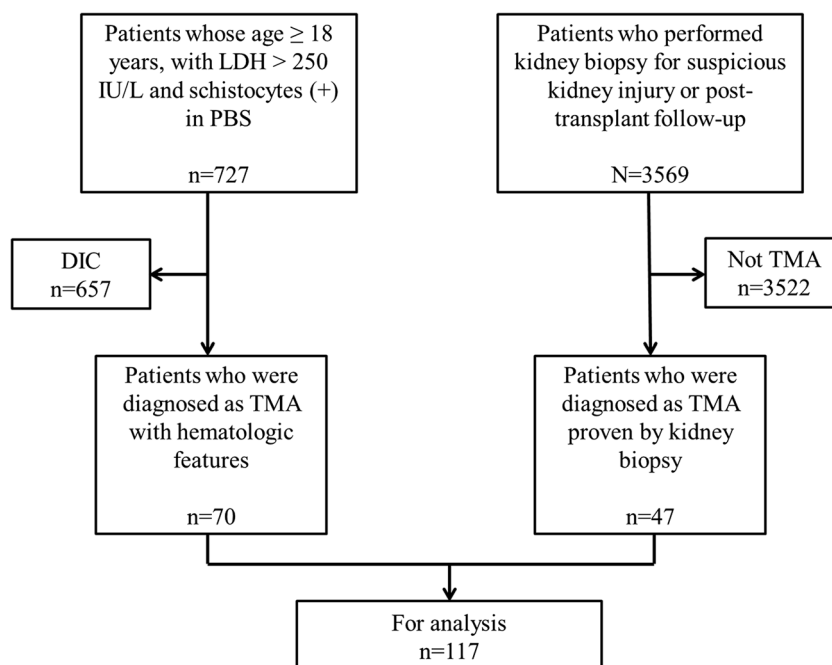 Patients whose age ≥ 18
years, with LDH > 250
IU/L and schistocytes (+)
in PBS
n=727
Patients who performed
kidney biopsy for suspicious
kidney injury or post-
transplant follow-up
N=3569
DIC
n=657
Not TMA
n=3522
Patients who were
diagnosed as TMA
with hematologic
features
n=70
Patients who were
diagnosed as TMA
proven by kidney
biopsy
n=47
For analysis
n=117